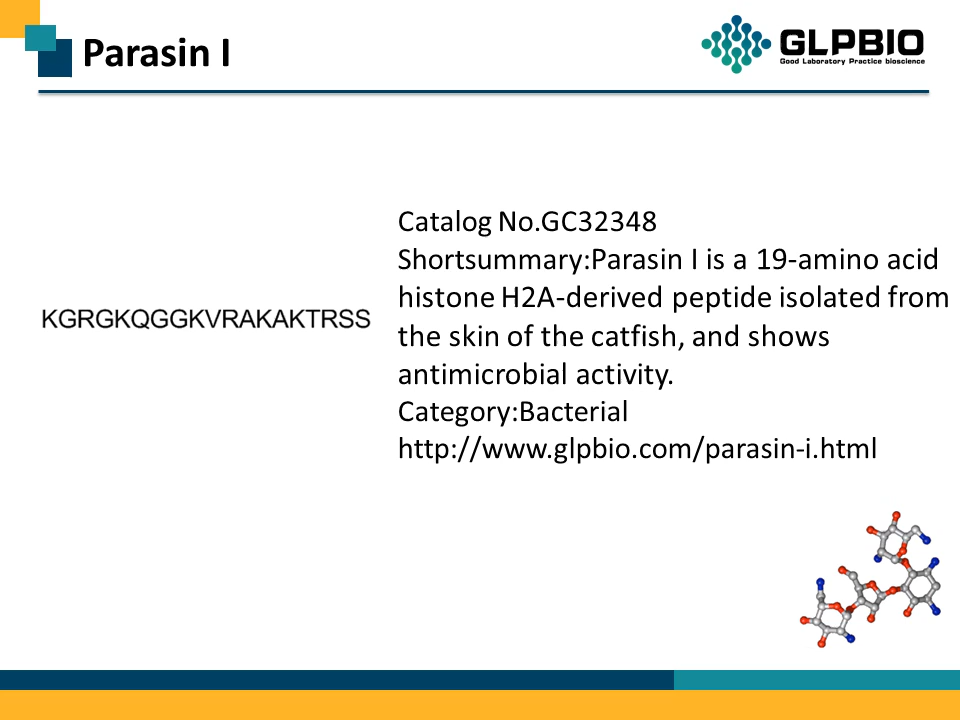 Parasin I
GLPBIO
Good Laboratory Practice bioscience
KGRGKQGGKVRAKAKTRSS
Catalog No.GC32348
Shortsummary:Parasin I is a 19-amino acid
histone H2A-derived peptide isolated from
the skin of the catfish, and shows
antimicrobial activity.
Category:Bacterial
http://www.glpbio.com/parasin-i.html